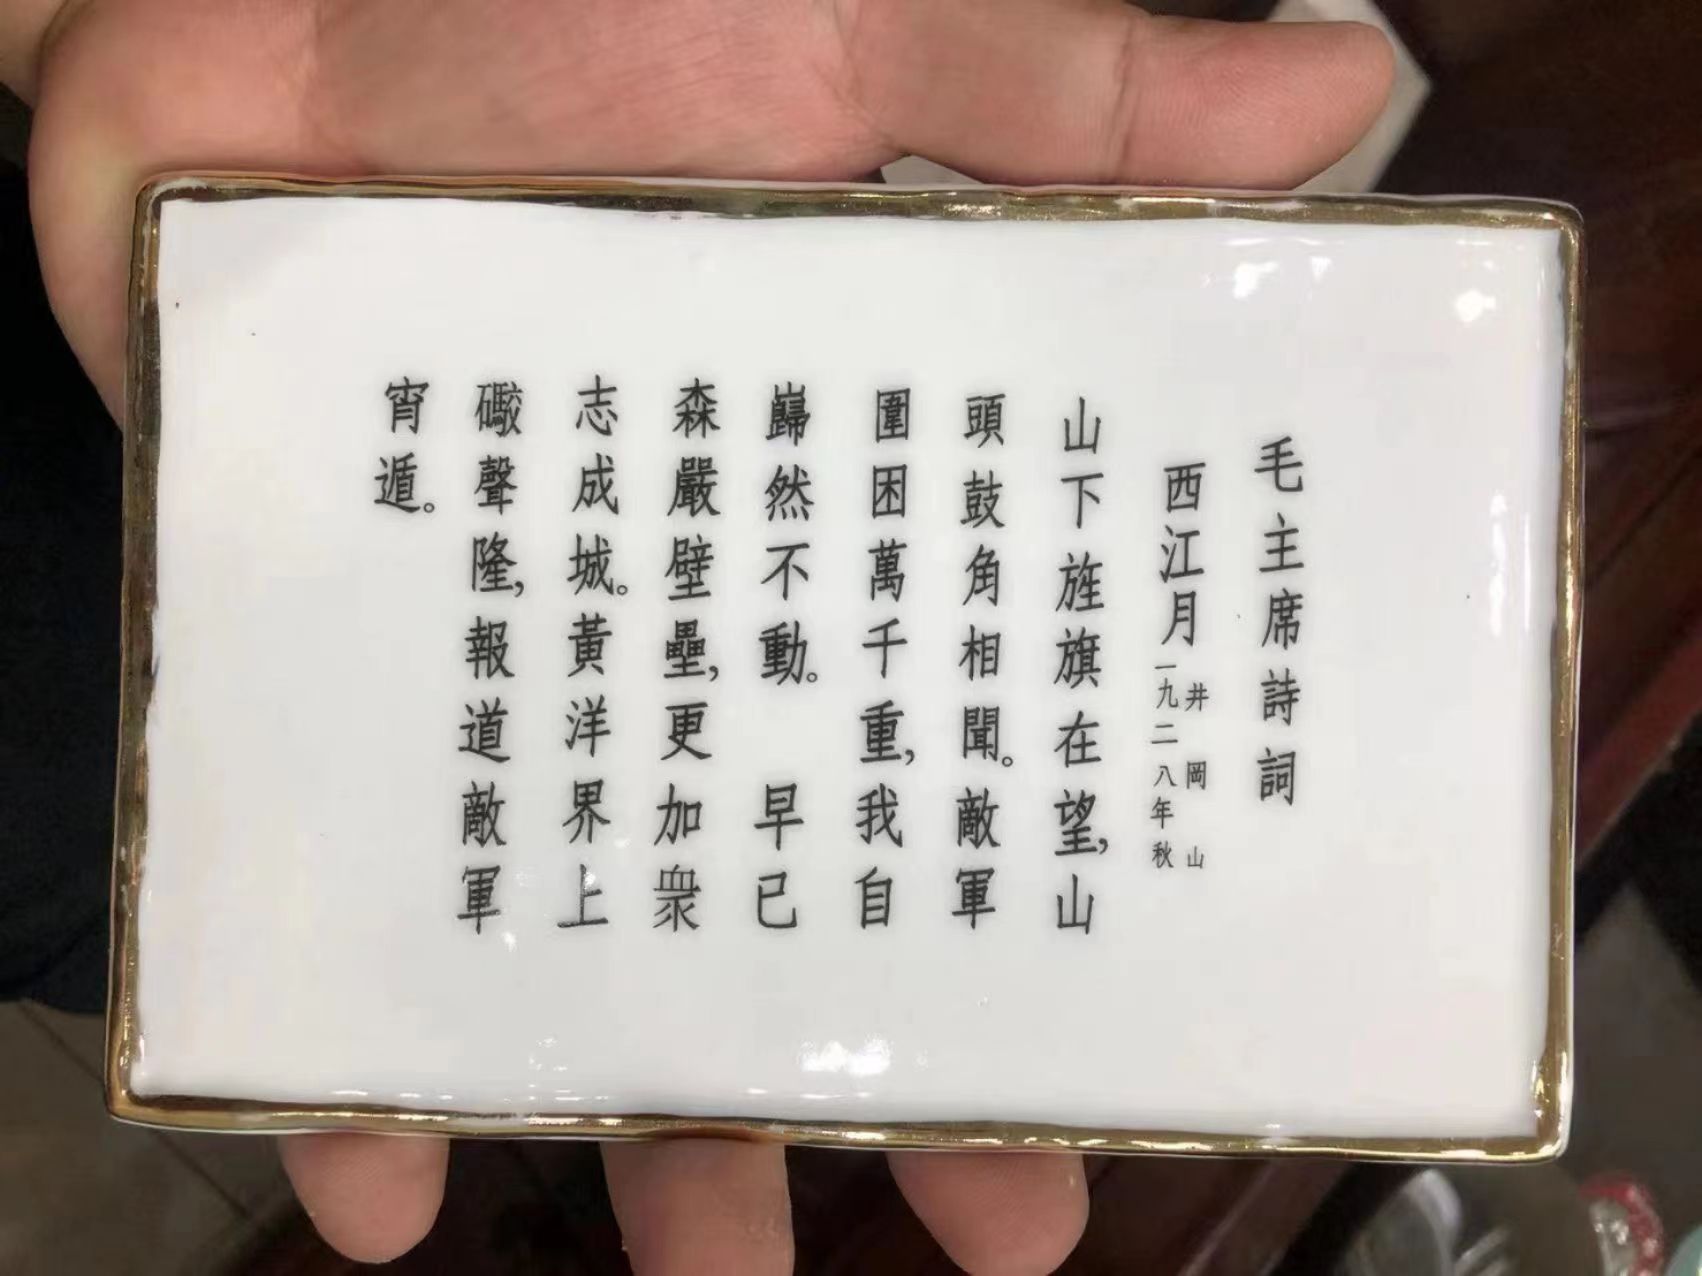 毛主席詩詞
西江月
井岡山
一九二八年秋
山下旌旗在望,山
頭鼓角相聞。敵軍
圍困萬千重,我自
巋然不動。 早已
森嚴壁壘,更加衆
志成城。黃洋界上
礮聲隆,報道敵軍
宵遁。